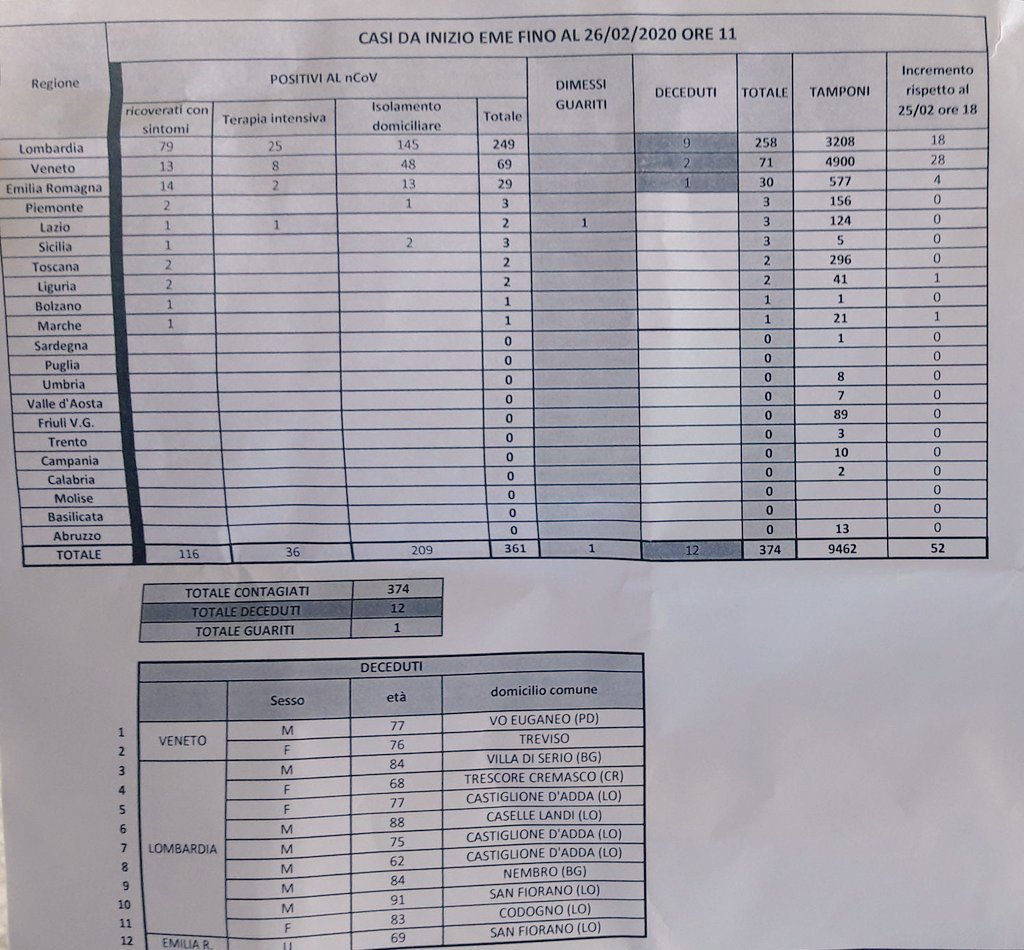 CASI DA INIZIO EME FINO AL 26/02/2020 ORE 11
Regione POSITIVI AL nCoV DIMESSI GUARITI DECEDUTI TOTALE TAMPONI Incremento rispetto al 25/02 ore 18
ricoverati con sintomi Terapia intensiva Isolamento domiciliare Totale
Lombardia 79 25 145 249 9 258 3208 18
Veneto 13 8 48 69 2 71 4900 28
Emilia Romagna 14 2 13 29 1 30 577 4
Piemonte 2 1 3 3 156 0
Lazio 1 1 2 1 3 124 0
Sicilia 1 2 3 3 5 0
Toscana 2 2 2 296 0
Liguria 2 2 2 41 1
Bolzano 1 1 1 1 0
Marche 1 1 1 21 1
Sardegna 0 0 1 0
Puglia 0 0 0
Umbria 0 0 8 0
Valle d'Aosta 0 0 7 0
Friuli V.G. 0 0 89 0
Trento 0 0 3 0
Campania 0 0 10 0
Calabria 0 0 2 0
Molise 0 0 0
Basilicata 0 0 0
Abruzzo 0 0 13 0
TOTALE 116 36 209 361 1 12 374 9462 52
TOTALE CONTAGIATI 374
TOTALE DECEDUTI 12
TOTALE GUARITI 1
DECEDUTI
Sesso età domicilio comune
1 VENETO M 77 VO EUGANEO (PD)
2 F 76 TREVISO
3 LOMBARDIA M 84 VILLA DI SERIO (BG)
4 F 68 TRESCORE CREMASCO (CR)
5 F 77 CASTIGLIONE D'ADDA (LO)
6 M 88 CASELLE LANDI (LO)
7 M 75 CASTIGLIONE D'ADDA (LO)
8 M 62 CASTIGLIONE D'ADDA (LO)
9 M 84 NEMBRO (BG)
10 M 91 SAN FIORANO (LO)
11 F 83 CODOGNO (LO)
12 EMILIA R. 69 SAN FIORANO (LO)